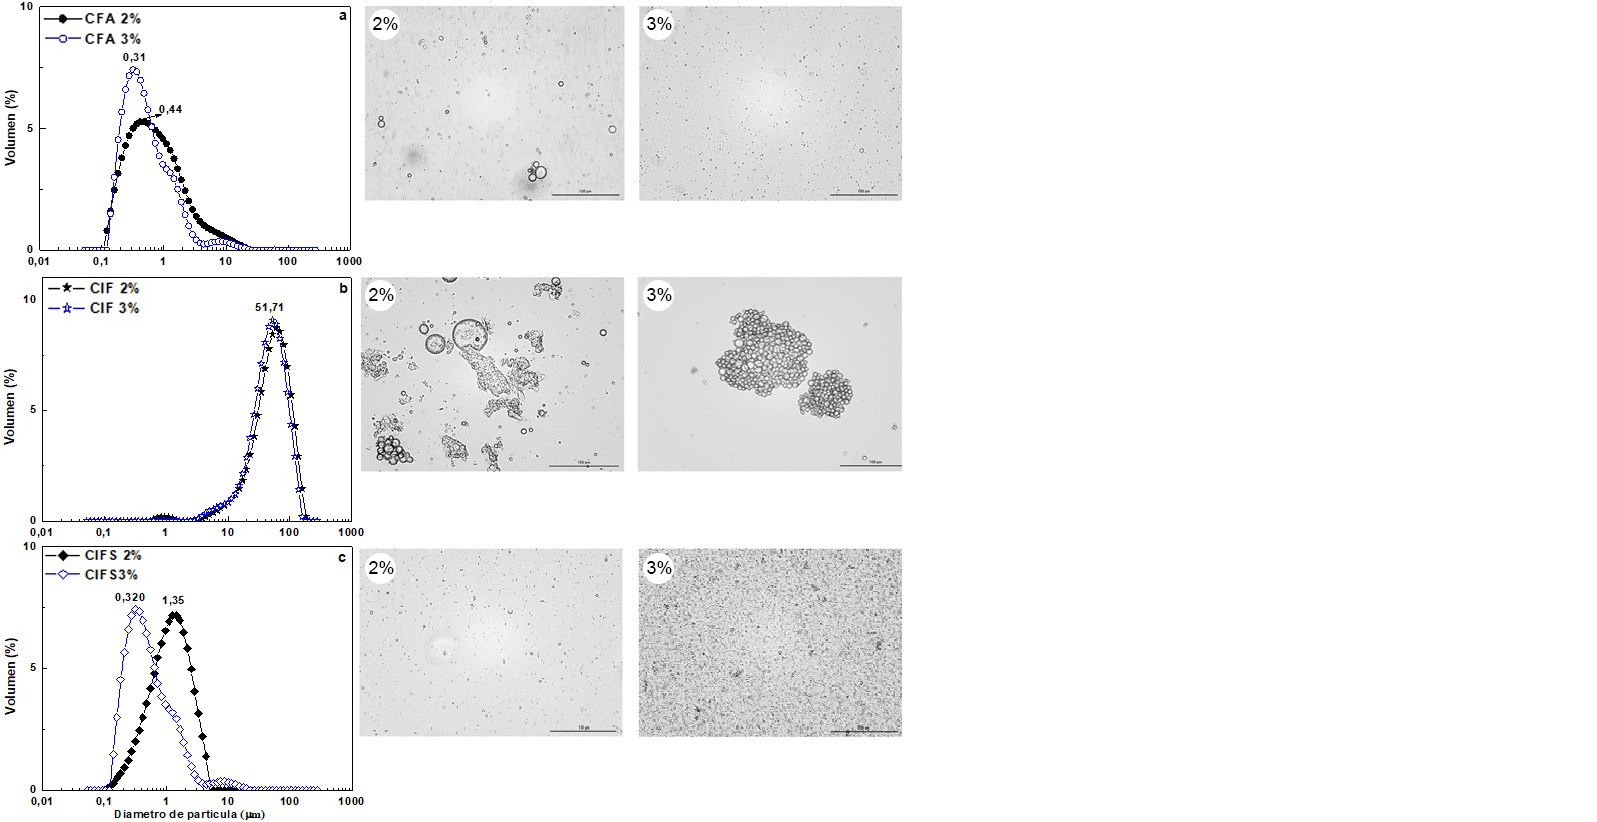 10
CFA 2%
a
CFA 3%
0,31
0,44
5
Volumen (%)
0
0,01 0,1 1 10 100 1000
2%
3%
CIF 2%
b
CIF 3%
10
51,71
5
Volumen (%)
0
0,01 0,1 1 10 100 1000
2%
3%
10
CIFS 2%
c
CIFS3%
0,320
1,35
5
Volumen (%)
0
0,01 0,1 1 10 100 1000
Diametro de particula (µm)
2%
3%